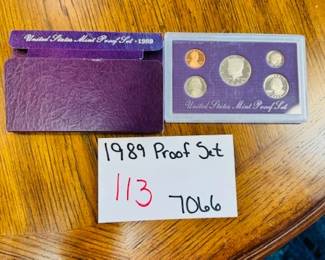 United States Mint Proof Set • 1989
United States Mint Proof Set
1989 Proof Set
113
7066